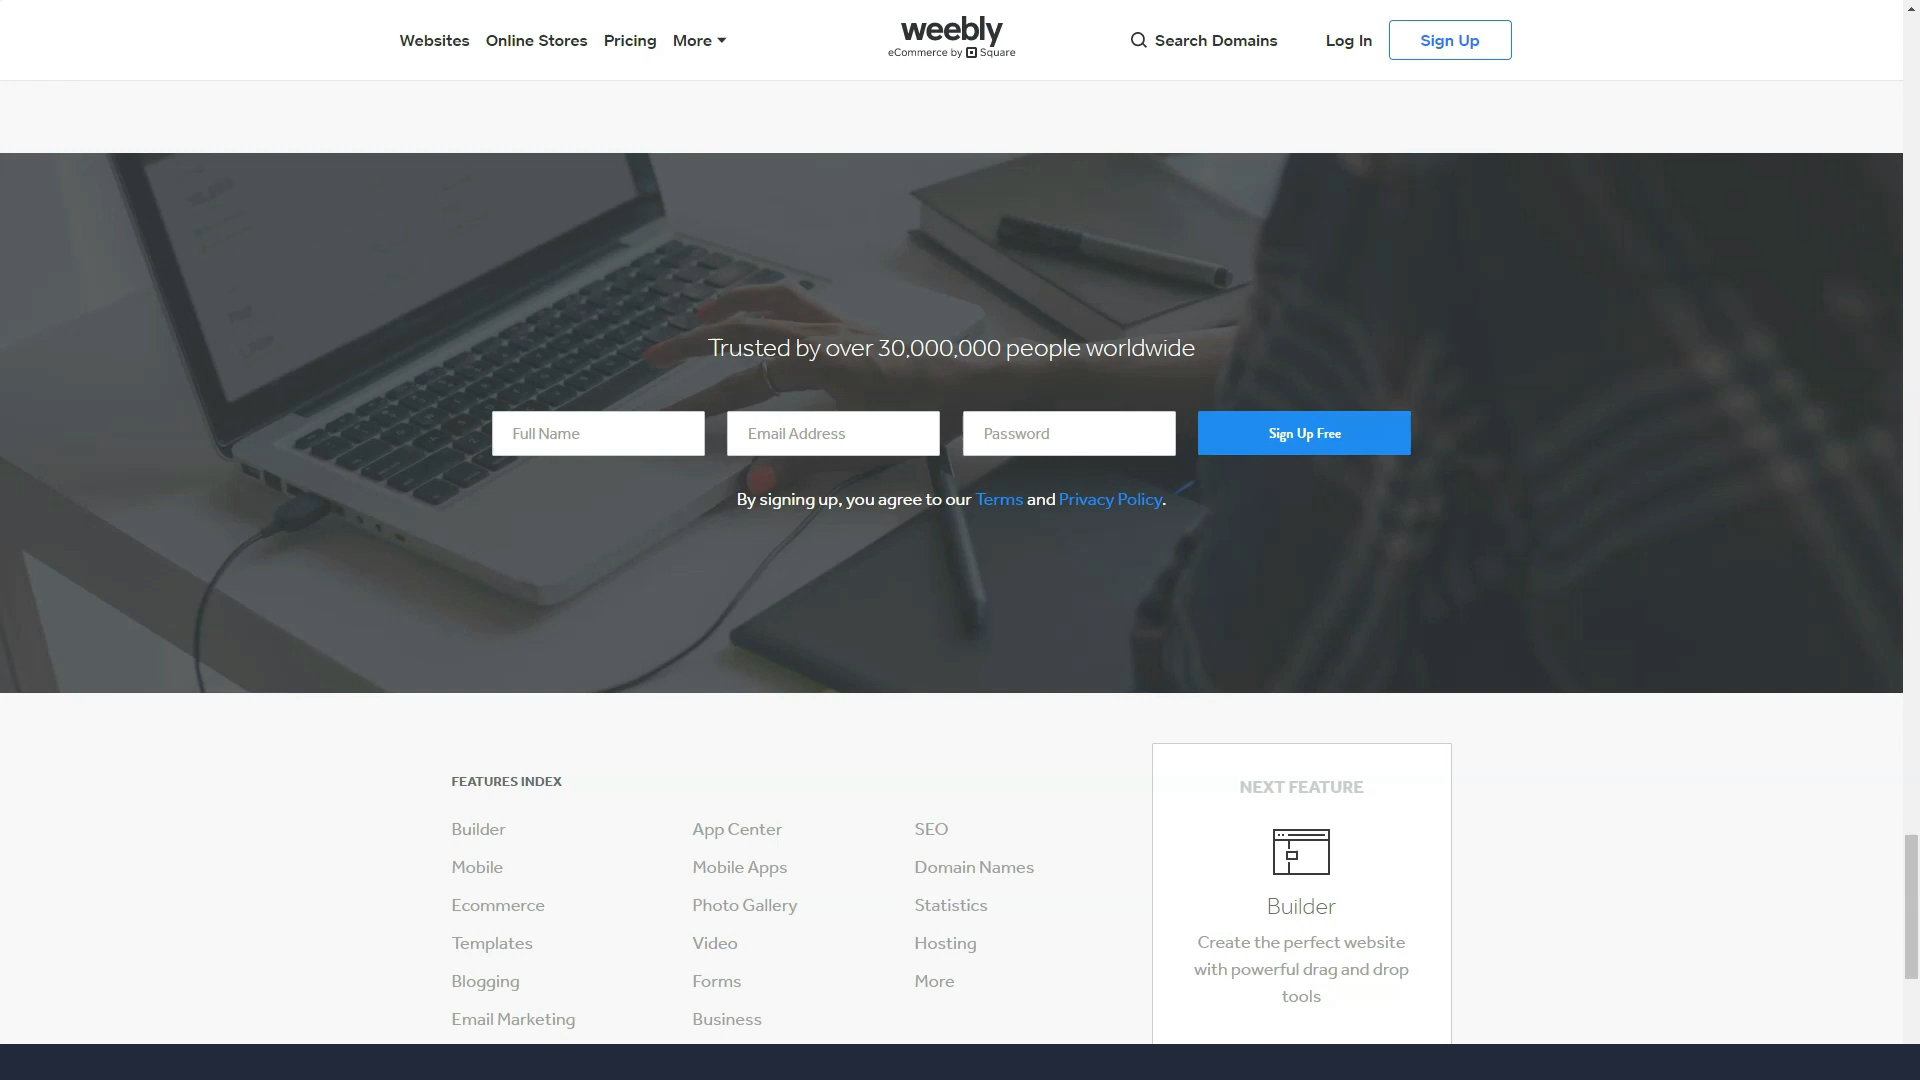 Websites Online Stores Pricing More weebly Search Domains Log In Sign Up
eCommerce by Square
Trusted by over 30,000,000 people worldwide
Full Name Email Address Password Sign Up Free
By signing up, you agree to our Terms and Privacy Policy.
FEATURES INDEX
Builder
Mobile
Ecommerce
Templates
Blogging
Email Marketing
App Center
Mobile Apps
Photo Gallery
Video
Forms
Business
SEO
Domain Names
Statistics
Hosting
More
NEXT FEATURE
Builder
Create the perfect website
with powerful drag and drop
tools